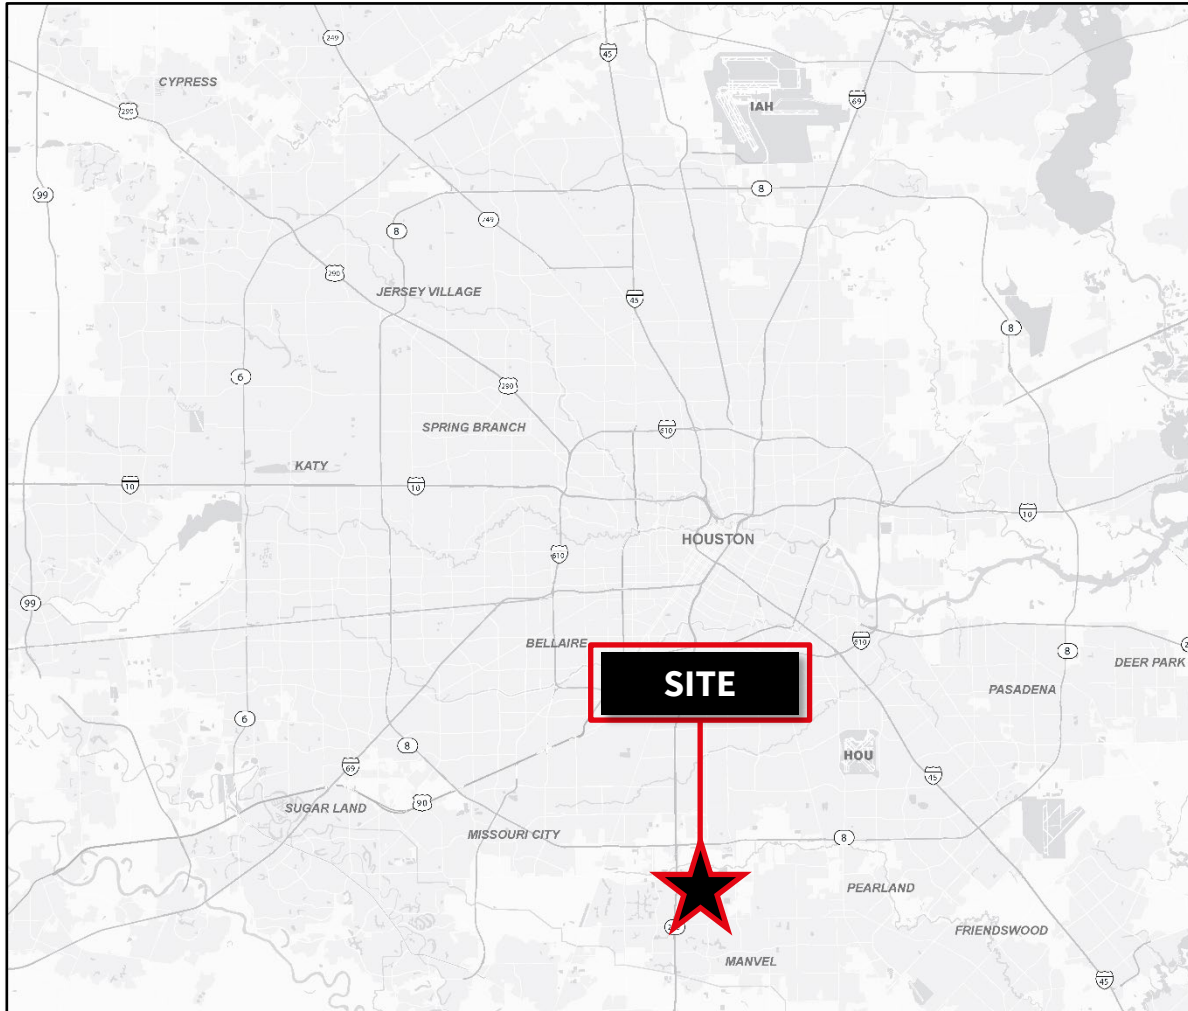 249
45
CYPRESS
69
290
IAH
99
8
249
8
290
JERSEY VILLAGE
45
8
6
290
SPRING BRANCH
610
KATY
10
10
10
HOUSTON
610
99
BELLAIRE
610
8
DEER PARK
SITE
PASADENA
6
8
HOU
69
45
SUGAR LAND
90
MISSOURI CITY
8
PEARLAND
FRIENDSWOOD
MANVEL
45